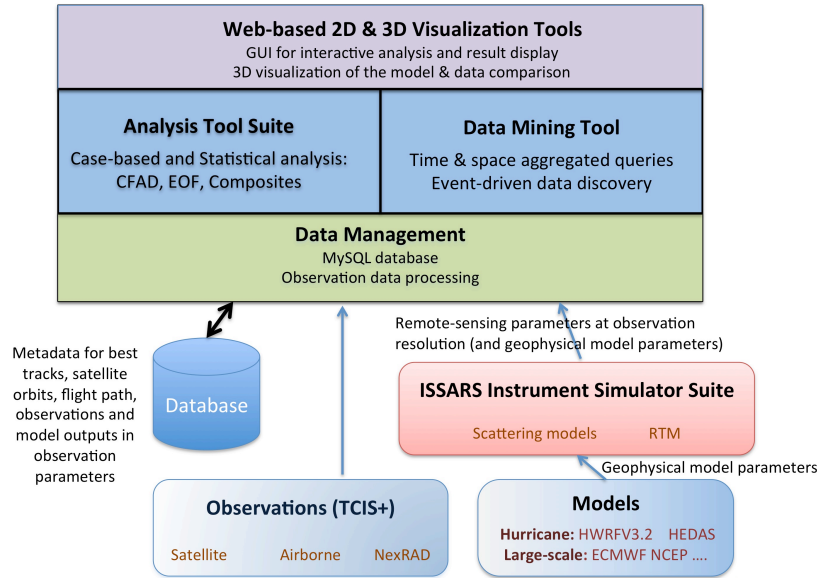 Web-based 2D & 3D Visualization Tools
GUI for interactive analysis and result display
3D visualization of the model & data comparison
Analysis Tool Suite
Case-based and Statistical analysis:
CFAD, EOF, Composites
Data Mining Tool
Time & space aggregated queries
Event-driven data discovery
Data Management
MySQL database
Observation data processing
Remote-sensing parameters at observation
resolution (and geophysical model parameters)
Metadata for best
tracks, satellite
orbits, flight path,
observations and
model outputs in
observation
parameters
Database
ISSARS Instrument Simulator Suite
Scattering models RTM
Geophysical model parameters
Observations (TCIS+)
Satellite Airborne NexRAD
Models
Hurricane: HWRFV3.2 HEDAS
Large-scale: ECMWF NCEP ....